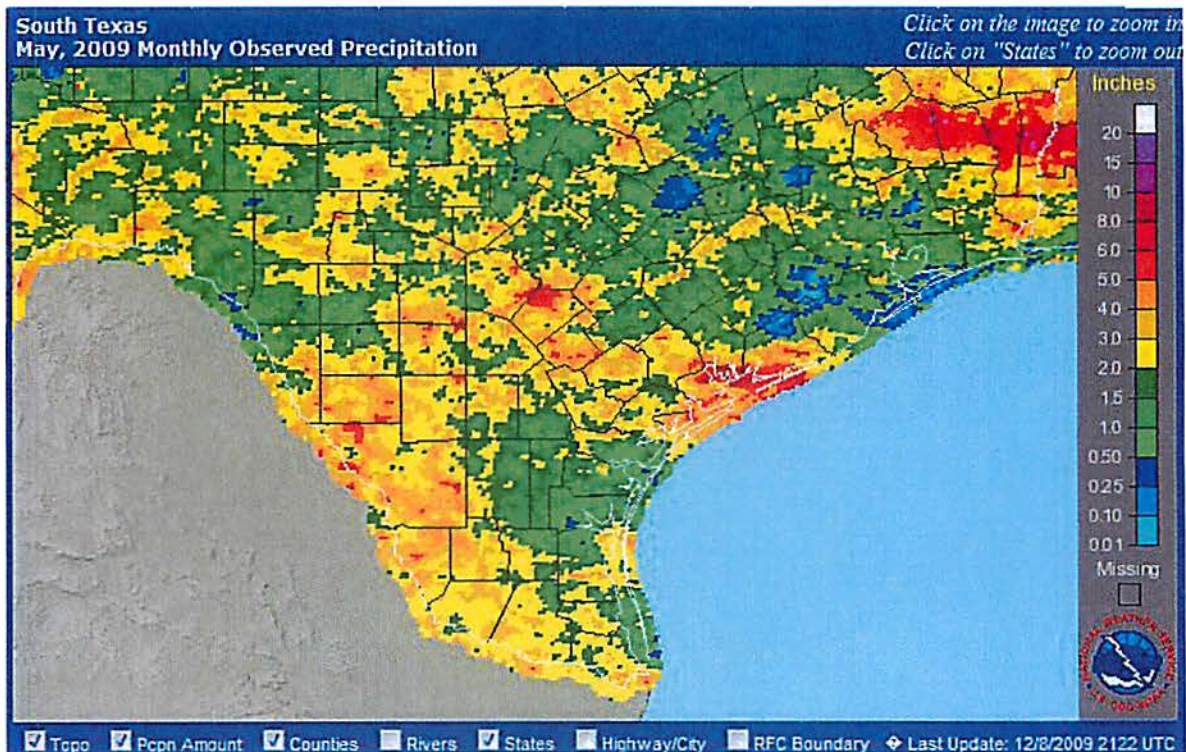 South Texas
May, 2009 Monthly Observed Precipitation
Click on the image to zoom in
Click on "States" to zoom out
Inches
20
15
10
8.0
6.0
5.0
4.0
3.0
2.0
1.5
1.0
0.50
0.25
0.10
0.01
Missing
NATIONAL WEATHER SERVICE
Topo Pcpn Amount Counties Rivers States Highway/City RFC Boundary Last Update: 12/8/2009 2122 UTC